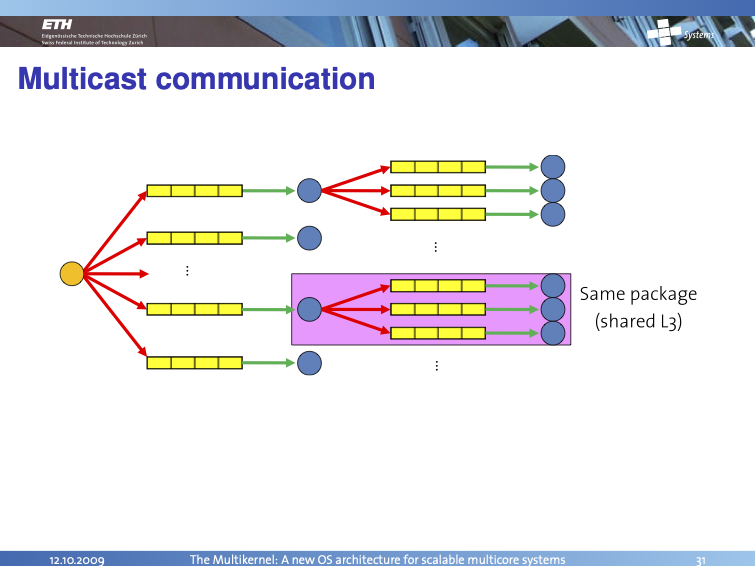 ETH
Eidgenössische Technische Hochschule Zürich
Swiss Federal Institute of Technology Zurich
Systems
Multicast communication
...
...
Same package
(shared L3)
...
12.10.2009
The Multikernel: A new OS architecture for scalable multicore systems
31